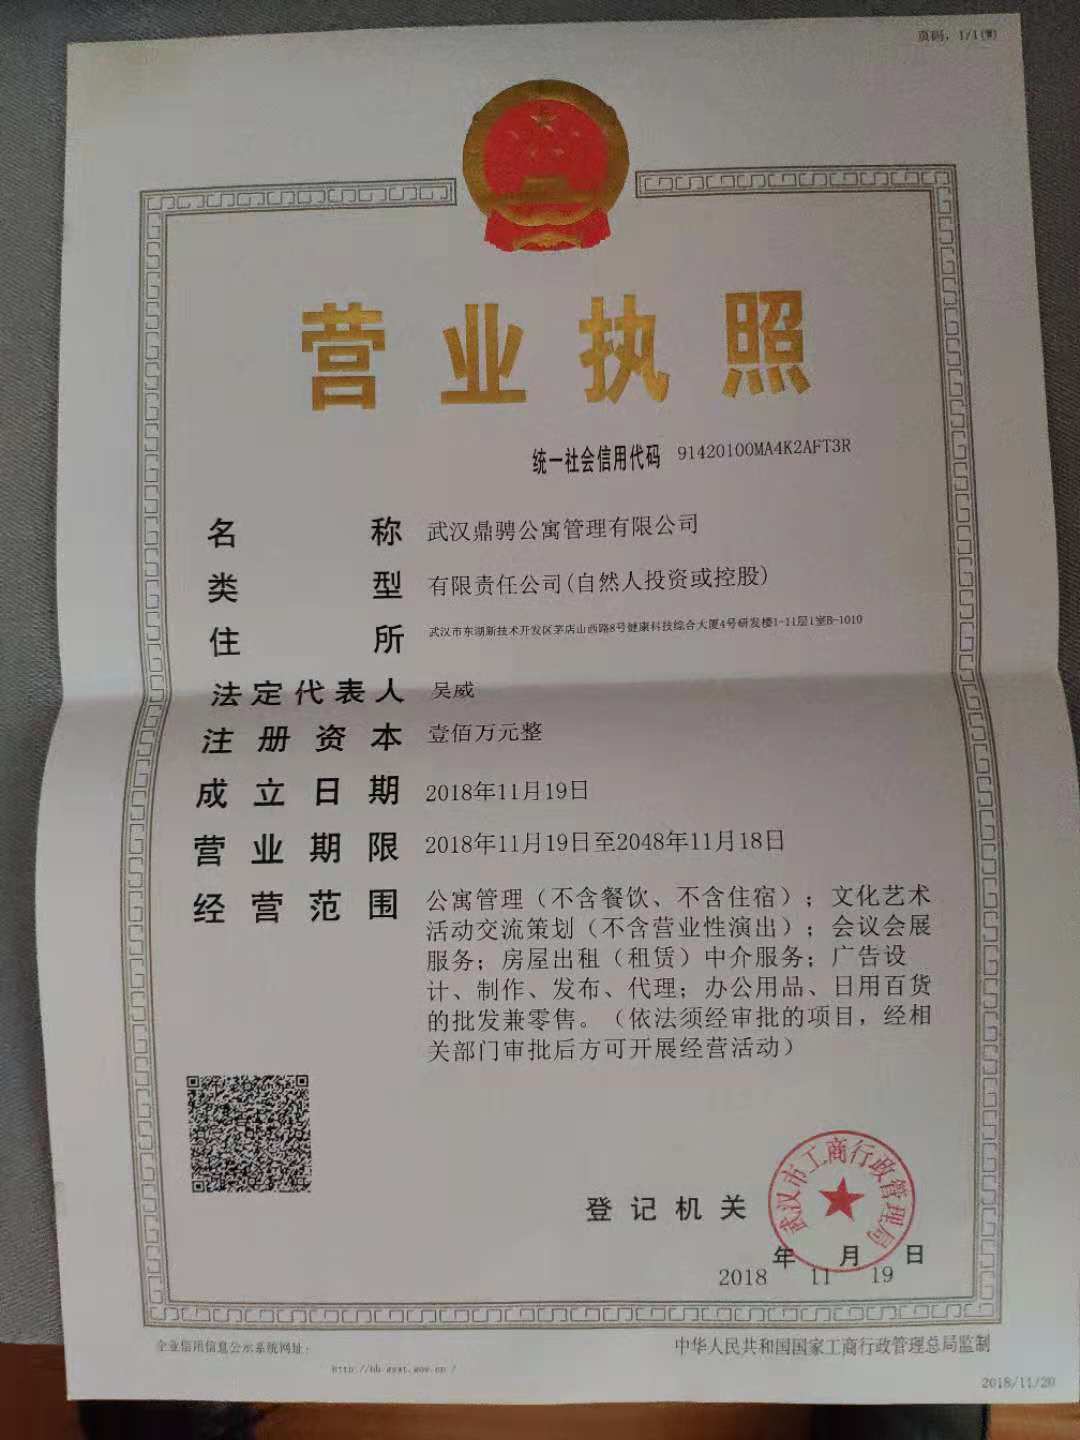 页码：1/1(W)
营业执照
统一社会信用代码 91420100MA4K2AFT3R
名称 武汉鼎骋公寓管理有限公司
类型 有限责任公司(自然人投资或控股)
住所 武汉市东湖新技术开发区茅店山西路8号健康科技综合大厦4号研发楼1-11层1室B-1010
法定代表人 吴威
注册资本 壹佰万元整
成立日期 2018年11月19日
营业期限 2018年11月19日至2048年11月18日
经营范围 公寓管理（不含餐饮、不含住宿）；文化艺术
活动交流策划（不含营业性演出）；会议会展
服务；房屋出租（租赁）中介服务；广告设
计、制作、发布、代理；办公用品、日用百货
的批发兼零售。（依法须经审批的项目，经相
关部门审批后方可开展经营活动）
武汉市工商行政管理局
登记机关
年 月 日
2018 11 19
企业信用信息公示系统网址：
中华人民共和国国家工商行政管理总局监制
2018/11/20